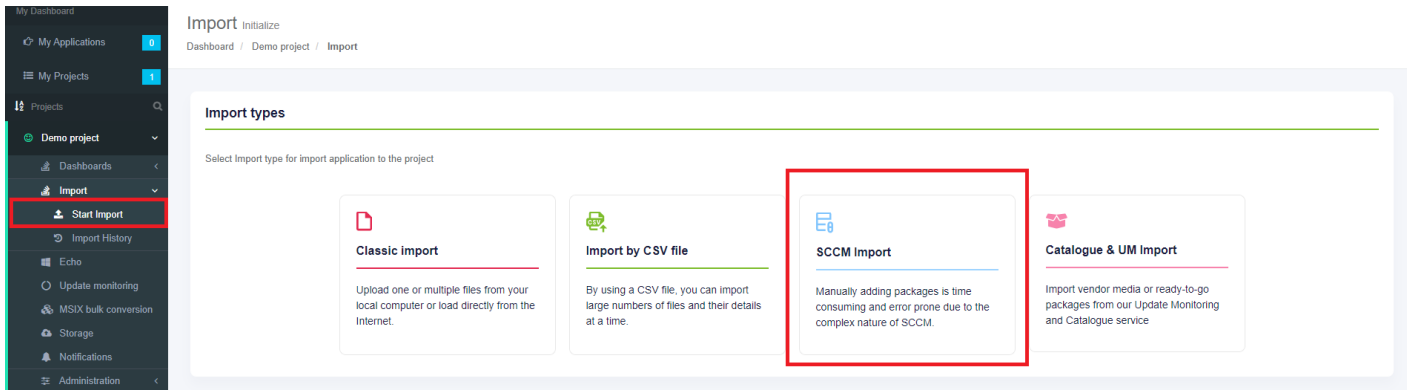 My Dashboard
My Applications 0
My Projects 1
Projects
Demo project
Dashboards
Import
Start Import
Import History
Echo
Update monitoring
MSIX bulk conversion
Storage
Notifications
Administration
Import Initialize
Dashboard / Demo project / Import
Import types
Select Import type for import application to the project
Classic import
Upload one or multiple files from your
local computer or load directly from the
Internet.
CSV
Import by CSV file
By using a CSV file, you can import
large numbers of files and their details
at a time.
SCCM Import
Manually adding packages is time
consuming and error prone due to the
complex nature of SCCM.
Catalogue & UM Import
Import vendor media or ready-to-go
packages from our Update Monitoring
and Catalogue service